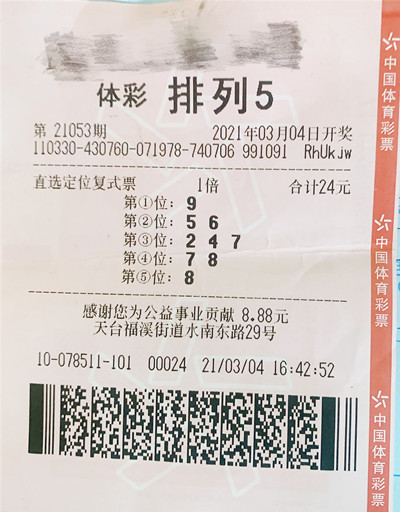 体彩 排列5
第 21053期 2021年03月04日开奖
110330-430760-071978-740706 991091 RhUkjw
直选定位复式票 1倍 合计24元
第①位: 9
第②位: 5 6
第③位: 2 4 7
第④位: 7 8
第⑤位: 8
感谢您为公益事业贡献 8.88元
天台福溪街道水南东路29号
10-078511-101 00024 21/03/04 16:42:52
中国体育彩票
中国体育彩票
中国体育彩票